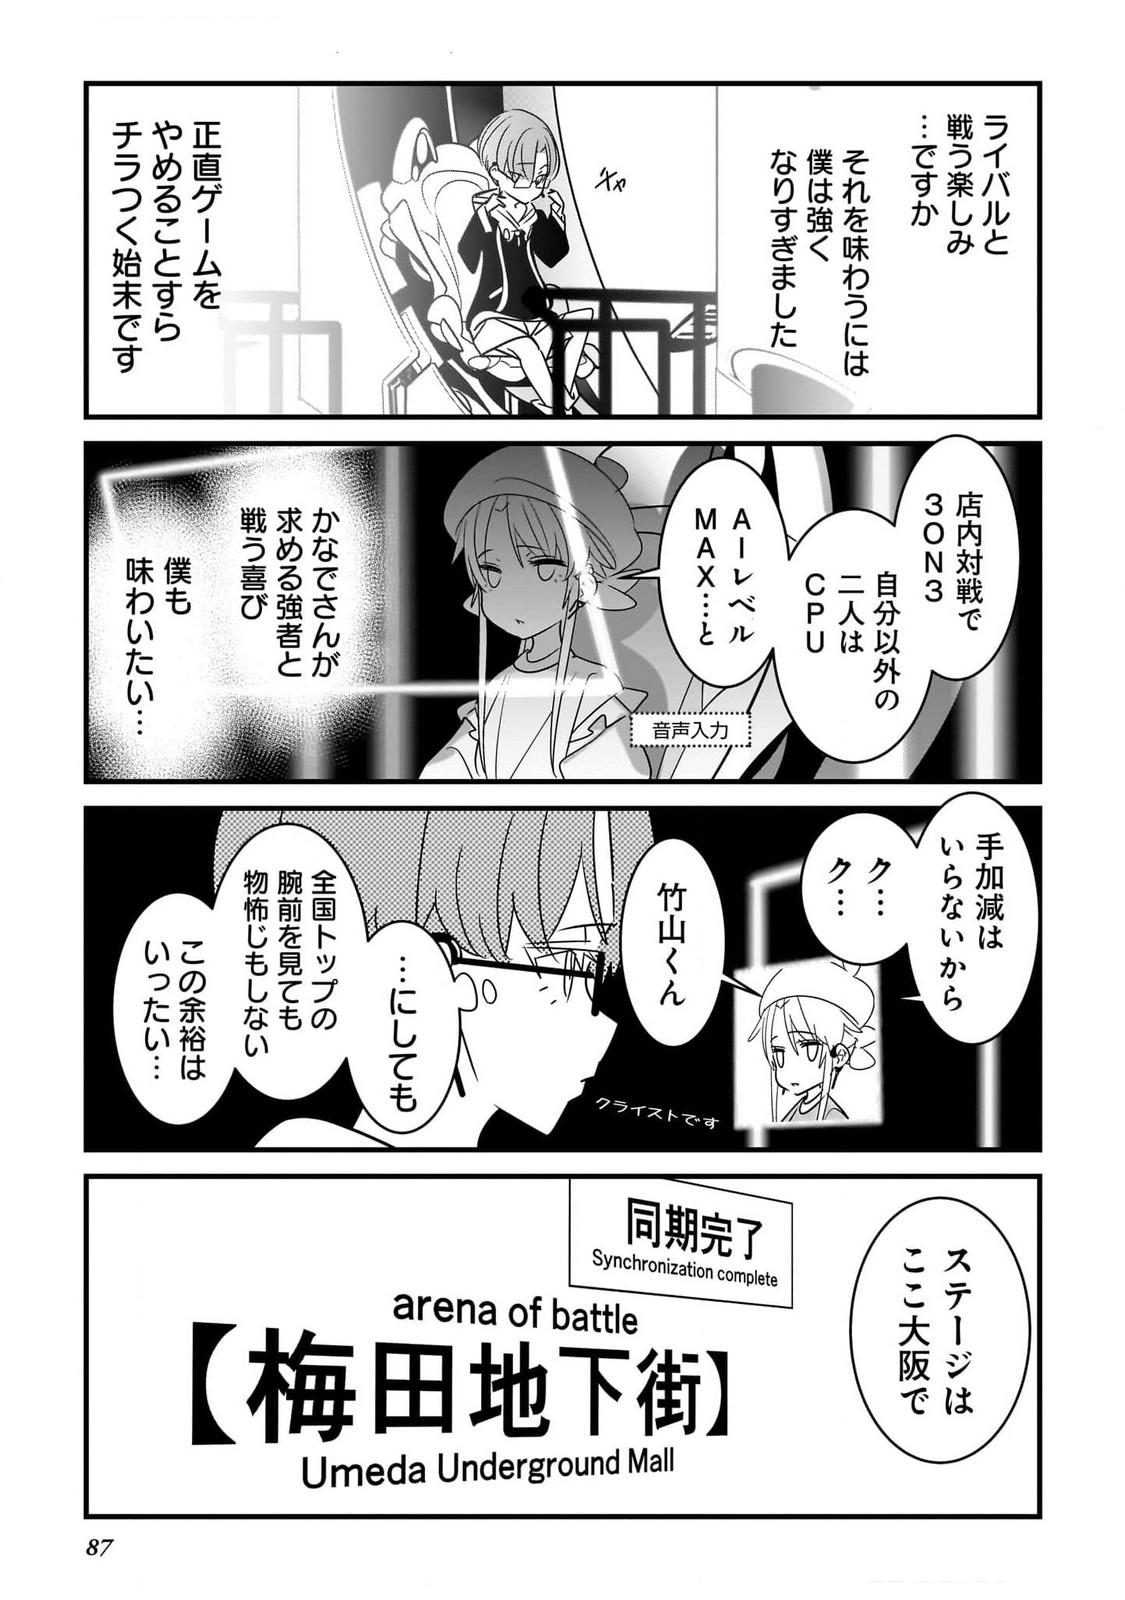 ライバルと
戦う楽しみ
…ですか
それを味わうには
僕は強く
なりすぎました
チャ
正直ゲームを
やめることすら
チラつく始末です
店内対戦で
3ON3
自分以外の
二人は
CPU
AIレベル
MAX…と
音声入力
かなでさんが
求める強者と
戦う喜び
僕も
味わいたい…
手加減は
いらないから
ク…
ク…
竹山くん
クライストです
…にしても
全国トップの
腕前を見ても
物怖じもしない
この余裕は
いったい…
ステージは
ここ大阪で
同期完了
Synchronization complete
arena of battle
【梅田地下街】
Umeda Underground Mall
87